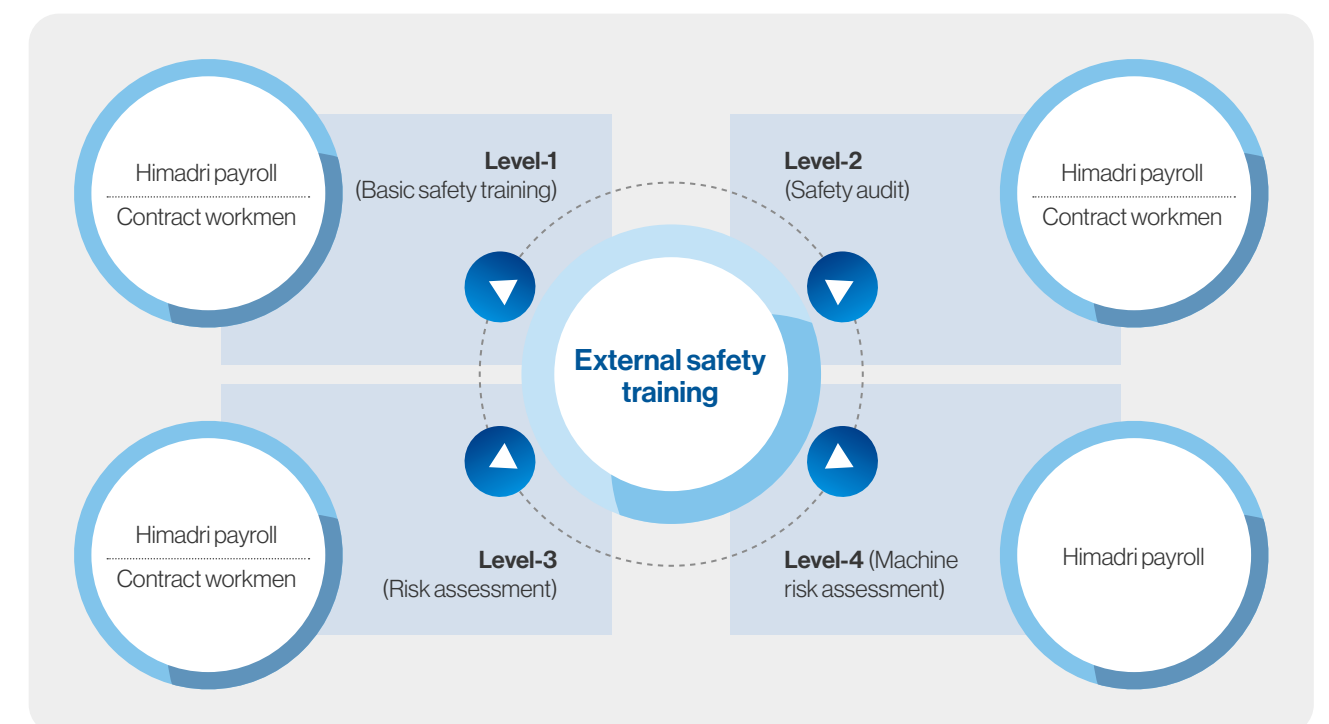 Himadri payroll
Contract workmen
Level-1
(Basic safety training)
Level-2
(Safety audit)
Himadri payroll
Contract workmen
External safety
training
Himadri payroll
Contract workmen
Level-3
(Risk assessment)
Level-4 (Machine
risk assessment)
Himadri payroll